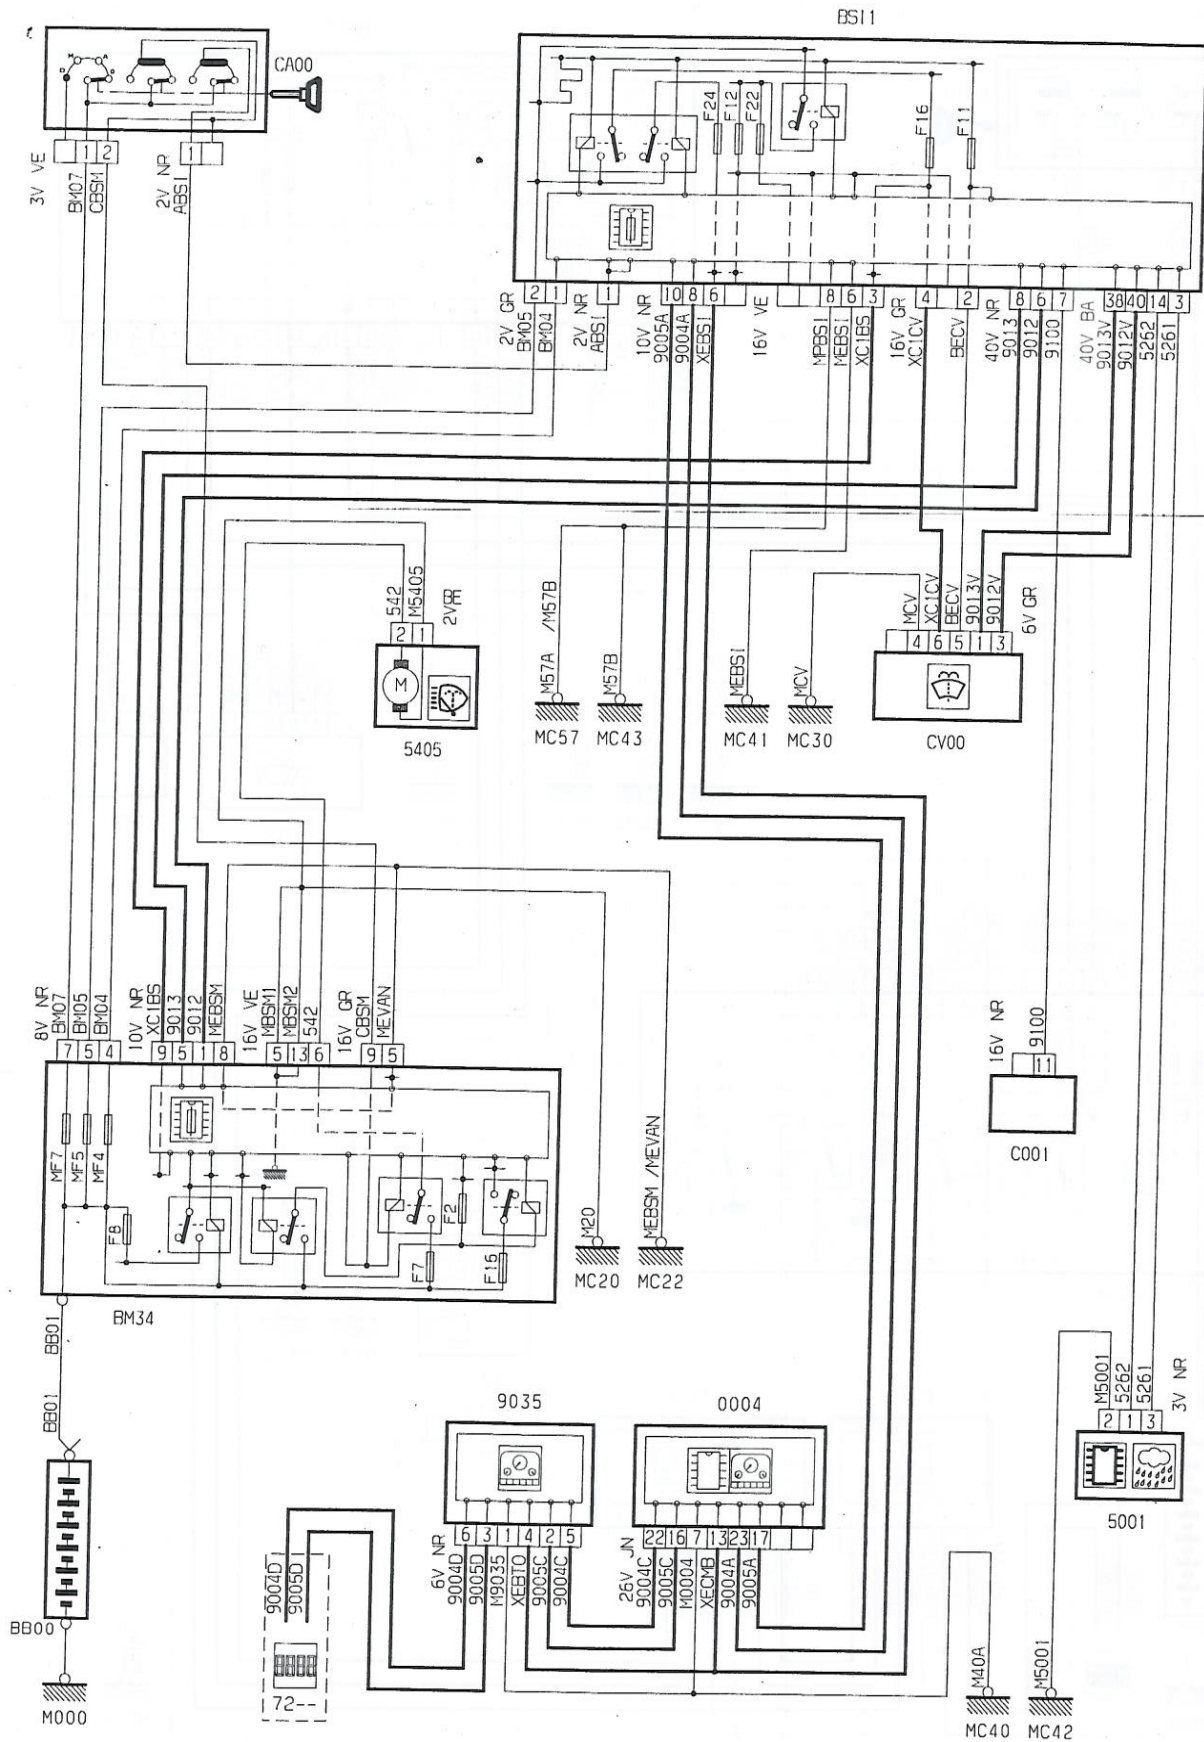 BSI1
CA00
3V VE
1
2
BM07
CBSM
2V NR
1
ABSI
F24
F12
F22
F16
F11
2V GR
2
1
BM05
BM04
2V NR
1
ABSI
10V NR
10
8
6
9005A
9004A
XEBSI
16V VE
8
6
3
MPBSI
MEBSI
XC1BS
16V GR
4
2
XC1CV
BECV
40V NR
8
6
7
9013
9012
9100
40V BA
38
40
14
3
9013V
9012V
5262
5261
542
M5405
2
1
M
5405
M57A /M57B
MC57
M57B
MC43
MEBSI
MC41
MCV
MC30
MCV
XC1CV
BECV
9013V
9012V
6V GR
4
6
5
1
3
CV00
8V NR
BM07
BM05
BM04
7
5
4
10V NR
XC1BS
9013
9012
MEBSM
9
5
1
8
16V VE
MBSM1
MBSM2
542
5
13
6
16V GR
CBSM
MEVAN
9
5
MF7
MF5
MF4
F8
F7
F2
F15
BM34
M20
MC20
MEBSM /MEVAN
MC22
16V NR
9100
11
C001
BB01
BB01
BB00
M000
9035
6V NR
6
3
1
4
2
5
9004D
9005D
M9035
XEBTO
9005C
9004C
0004
26V JN
22
16
7
13
23
17
9004C
9005C
M0004
XECMB
9004A
9005A
9004D
9005D
72--
M5001
5262
5261
3V NR
2
1
3
5001
M40A
MC40
M5001
MC42